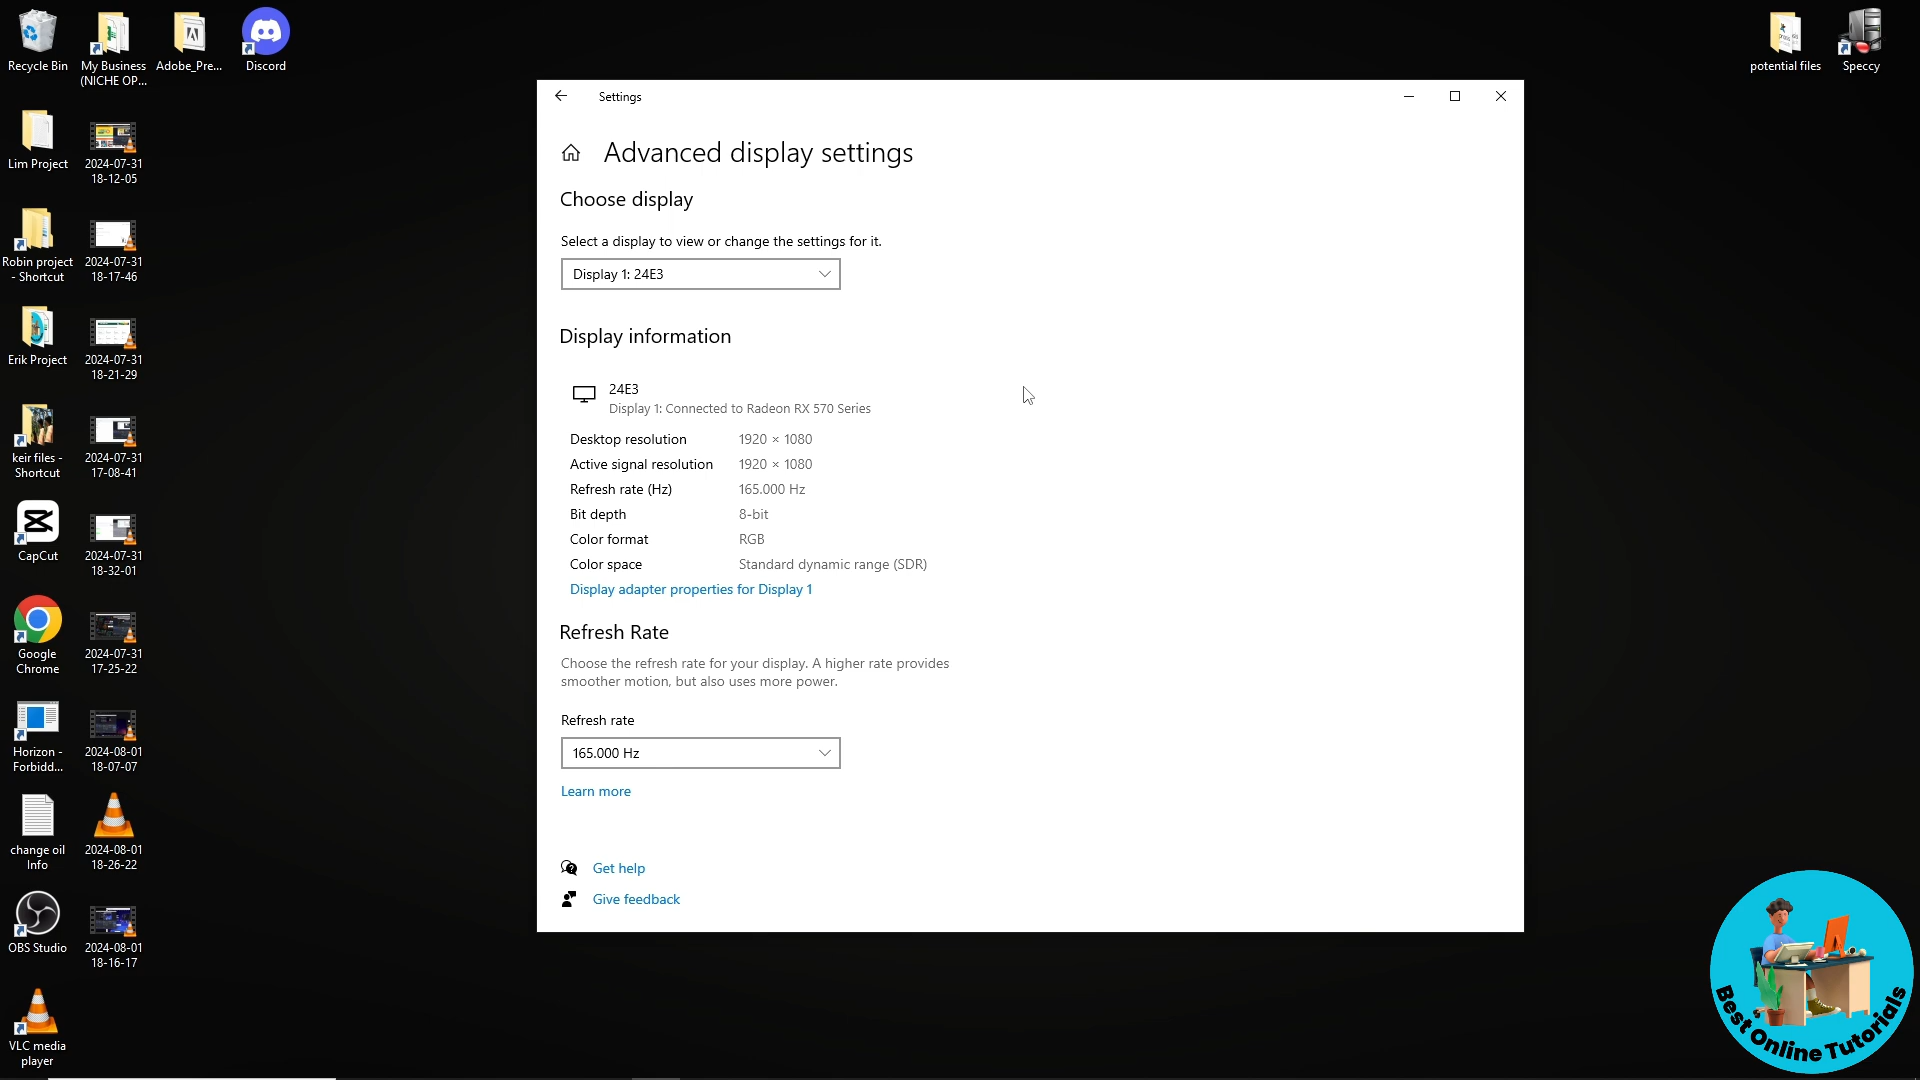 Recycle Bin
My Business
(NICHE OP...
Adobe_Pre...
Discord
potential files
Speccy
Lim Project
2024-07-31
18-12-05
Robin project
- Shortcut
2024-07-31
18-17-46
Erik Project
2024-07-31
18-21-29
keir files -
Shortcut
2024-07-31
17-08-41
CapCut
2024-07-31
18-32-01
Google
Chrome
2024-07-31
17-25-22
Horizon -
Forbidd...
2024-08-01
18-07-07
change oil
Info
2024-08-01
18-26-22
OBS Studio
2024-08-01
18-16-17
VLC media
player
Settings
Advanced display settings
Choose display
Select a display to view or change the settings for it.
Display 1: 24E3
Display information
24E3
Display 1: Connected to Radeon RX 570 Series
Desktop resolution 1920 × 1080
Active signal resolution 1920 × 1080
Refresh rate (Hz) 165.000 Hz
Bit depth 8-bit
Color format RGB
Color space Standard dynamic range (SDR)
Display adapter properties for Display 1
Refresh Rate
Choose the refresh rate for your display. A higher rate provides
smoother motion, but also uses more power.
Refresh rate
165.000 Hz
Learn more
Get help
Give feedback
Best Online Tutorials